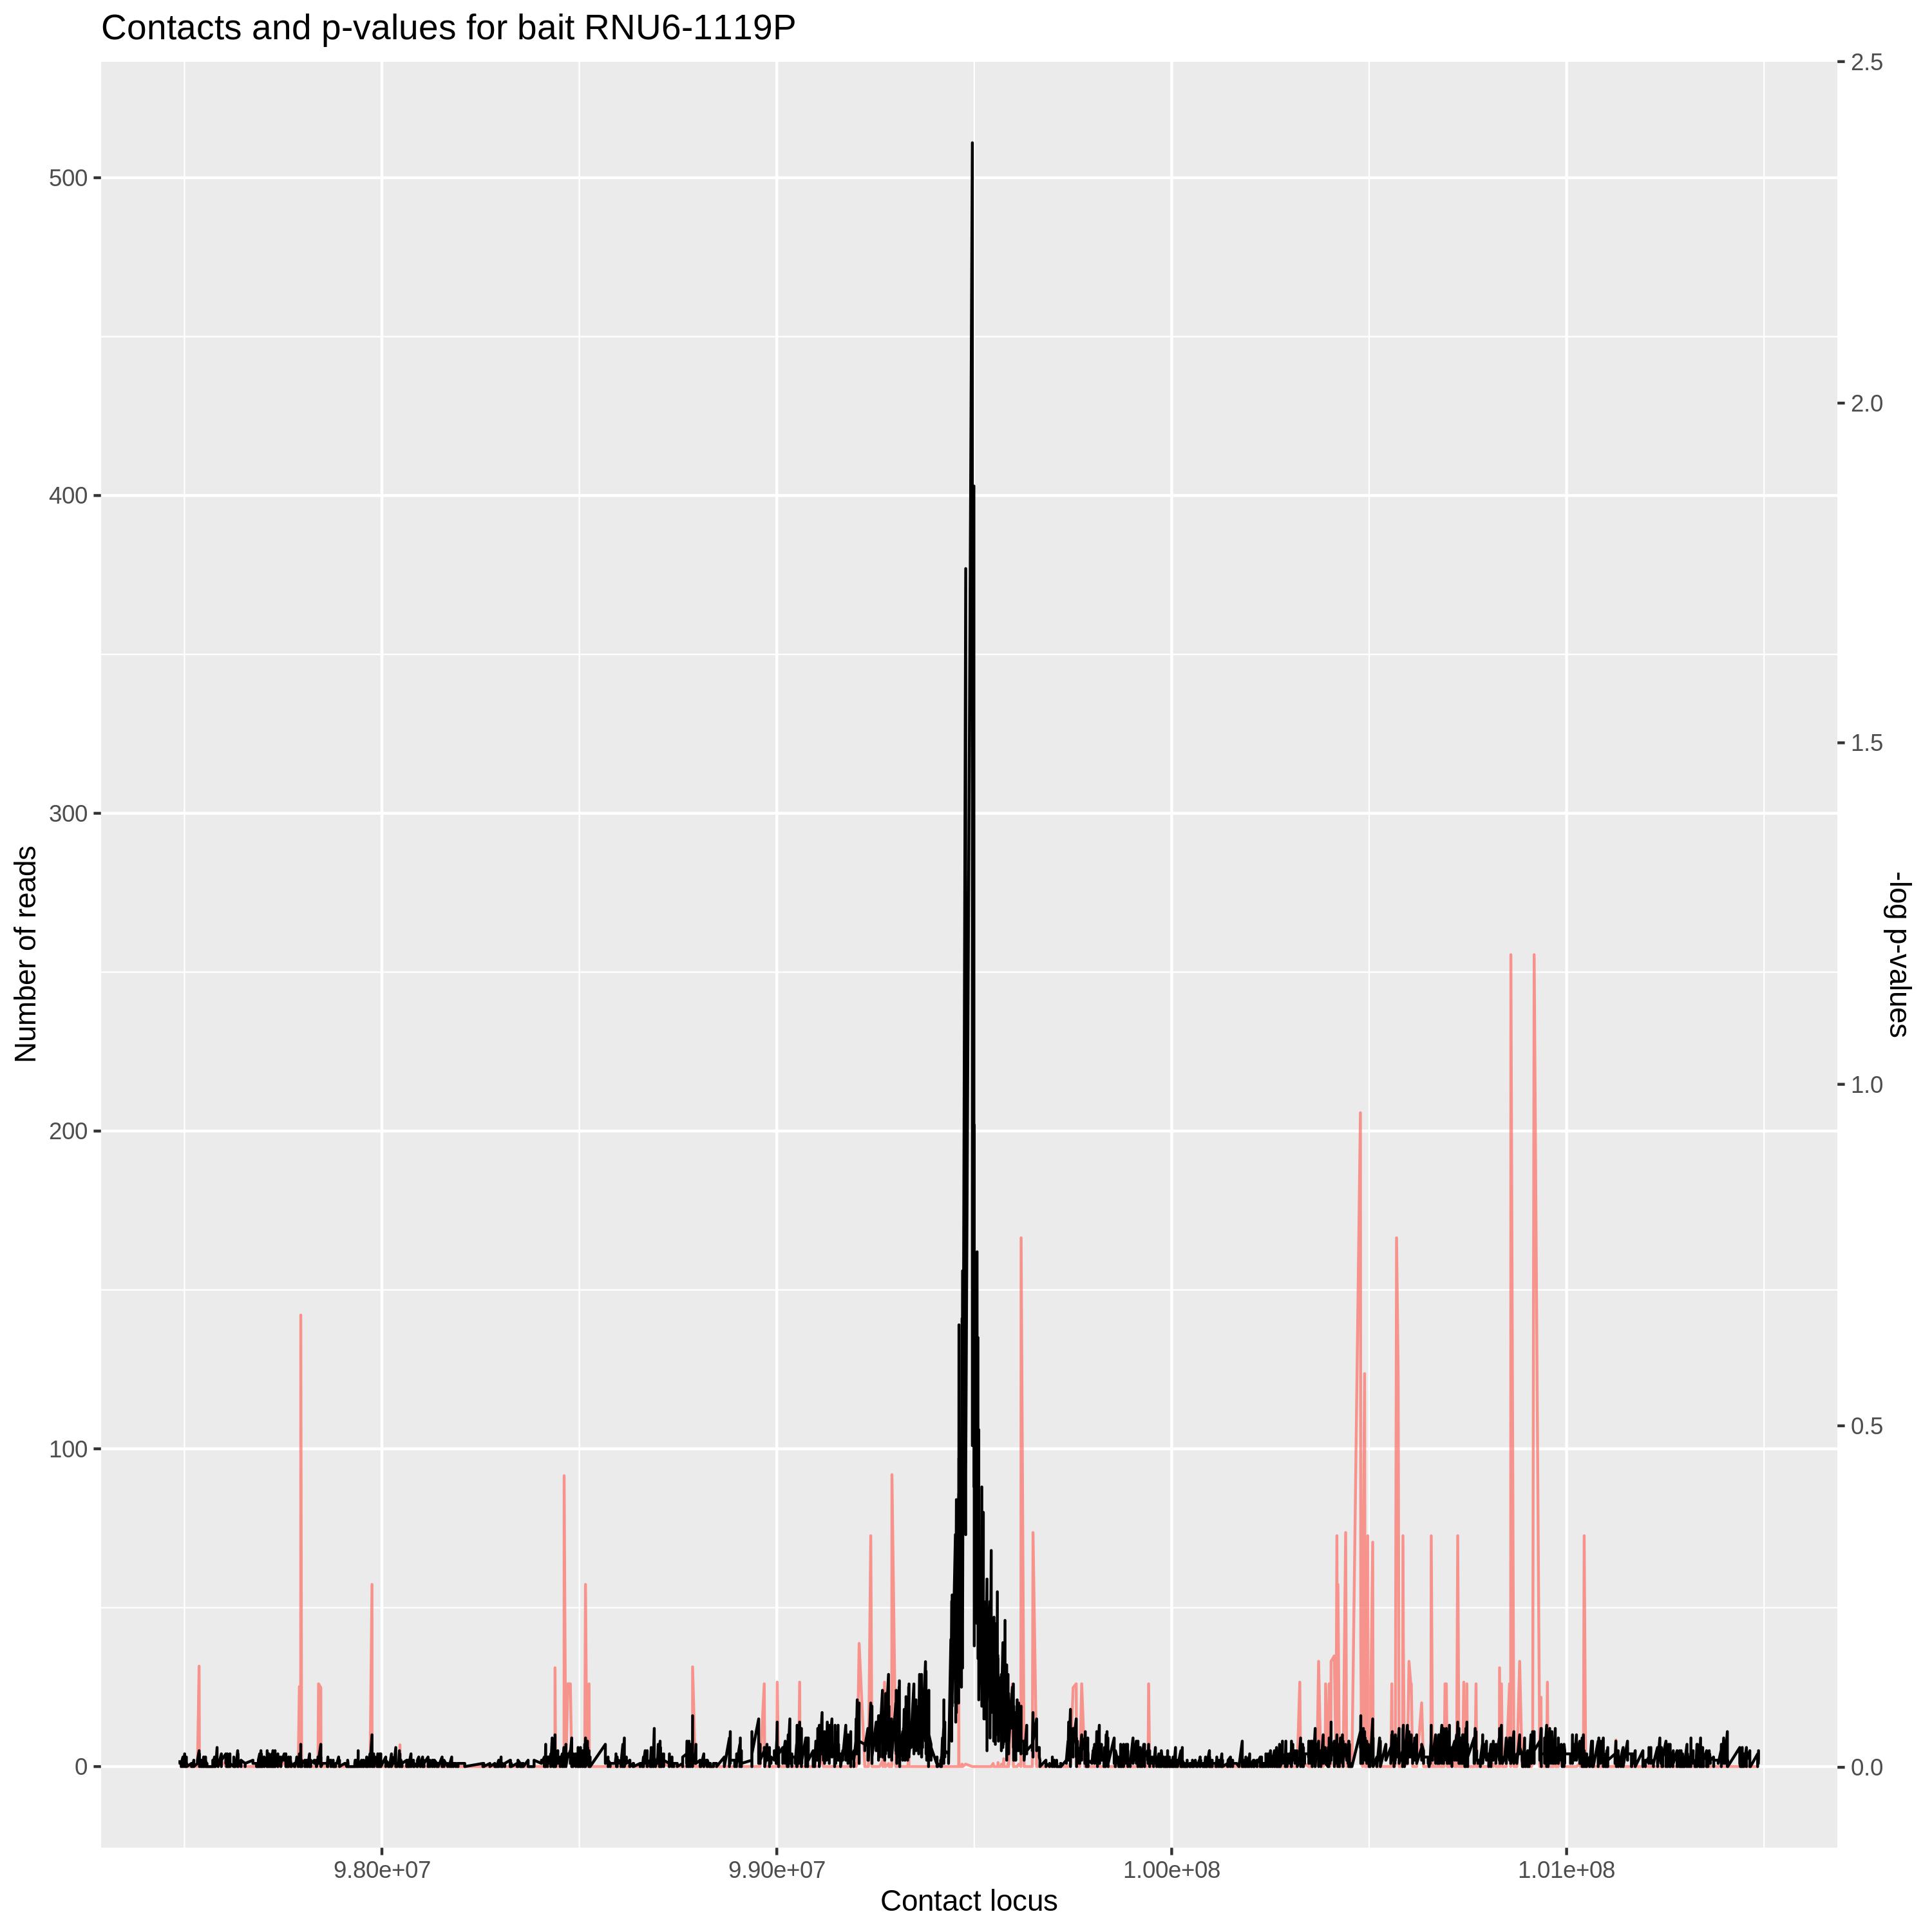 Contacts and p-values for bait RNU6-1119P
Number of reads
500
400
300
200
100
0
2.5
2.0
1.5
1.0
0.5
0.0
-log p-values
9.80e+07
9.90e+07
1.00e+08
1.01e+08
Contact locus